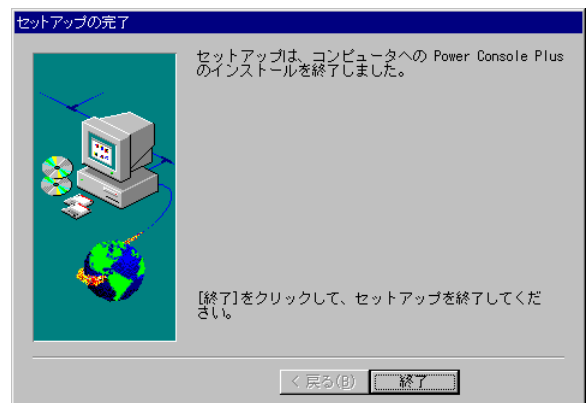 セットアップの完了
セットアップは、コンピュータへの Power Console Plus
のインストールを終了しました。
[終了]をクリックして、セットアップを終了してくだ
さい。
< 戻る(B)
終了